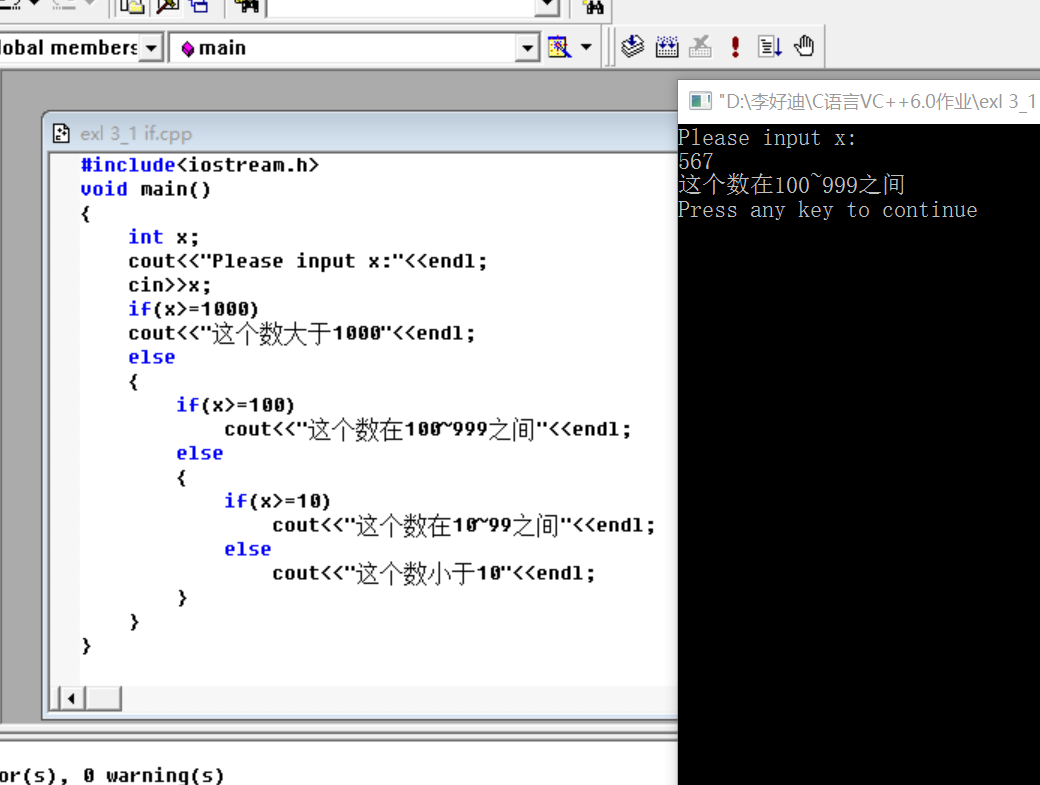 lobal members
main
exl 3_1 if.cpp
#include<iostream.h>
void main()
{
int x;
cout<<"Please input x:"<<endl;
cin>>x;
if(x>=1000)
cout<<"这个数大于1000"<<endl;
else
{
if(x>=100)
cout<<"这个数在100~999之间"<<endl;
else
{
if(x>=10)
cout<<"这个数在10~99之间"<<endl;
else
cout<<"这个数小于10"<<endl;
}
}
}
or(s), 0 warning(s)
"D:\李好迪\C语言VC++6.0作业\exl 3_1
Please input x:
567
这个数在100~999之间
Press any key to continue